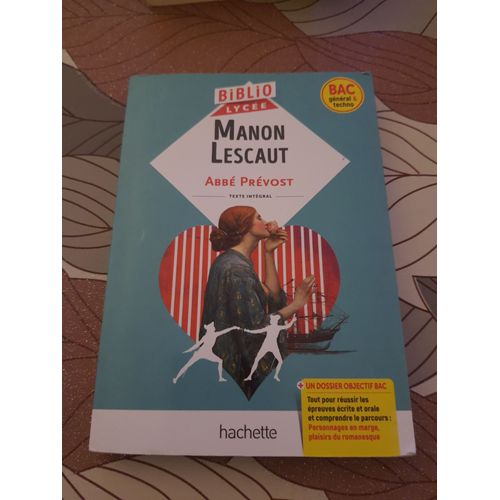 BiBLiO
LYCÉE
BAC
général &
techno
MANON
LESCAUT
ABBÉ PRÉVOST
TEXTE INTÉGRAL
+ UN DOSSIER OBJECTIF BAC
Tout pour réussir les
épreuves écrite et orale
et comprendre le parcours :
Personnages en marge,
plaisirs du romanesque
hachette